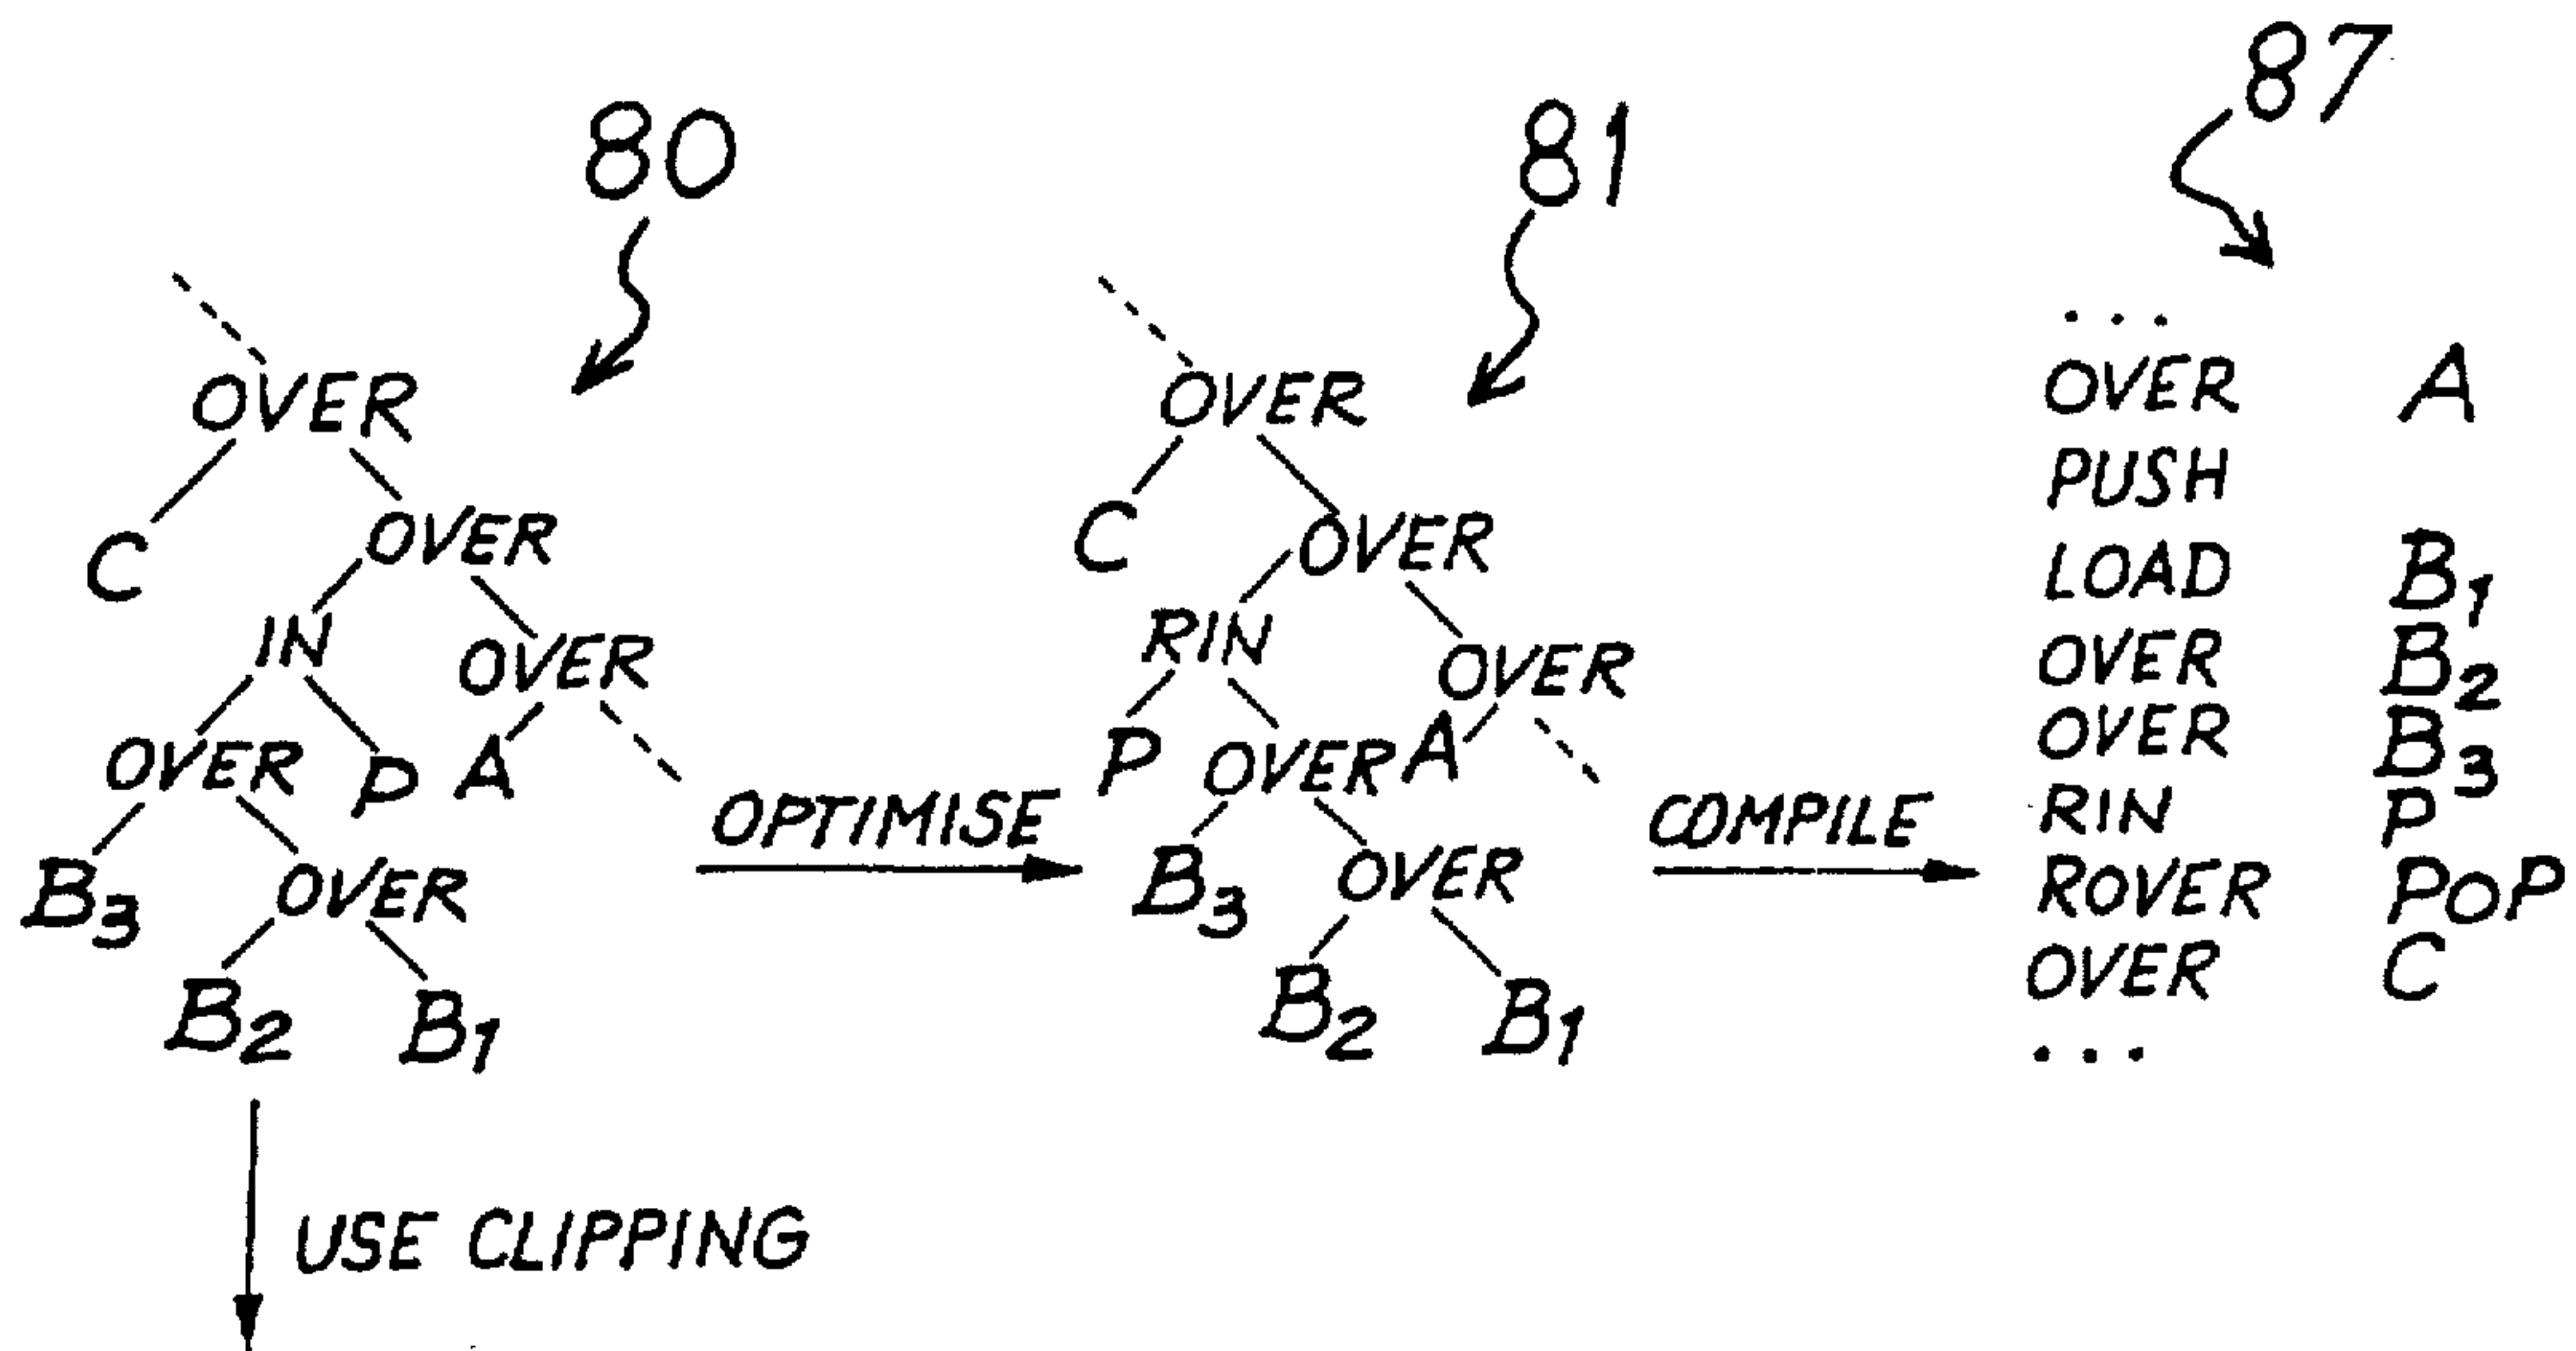 80
81
87
OVER
C
OVER
IN
OVER
OVER
P
A
B3
OVER
B2
B1
OPTIMISE
OVER
C
OVER
RIN
OVER
P
OVER
A
B3
OVER
B2
B1
COMPILE
...
OVER A
PUSH
LOAD B1
OVER B2
OVER B3
RIN P
ROVER POP
OVER C
...
USE CLIPPING